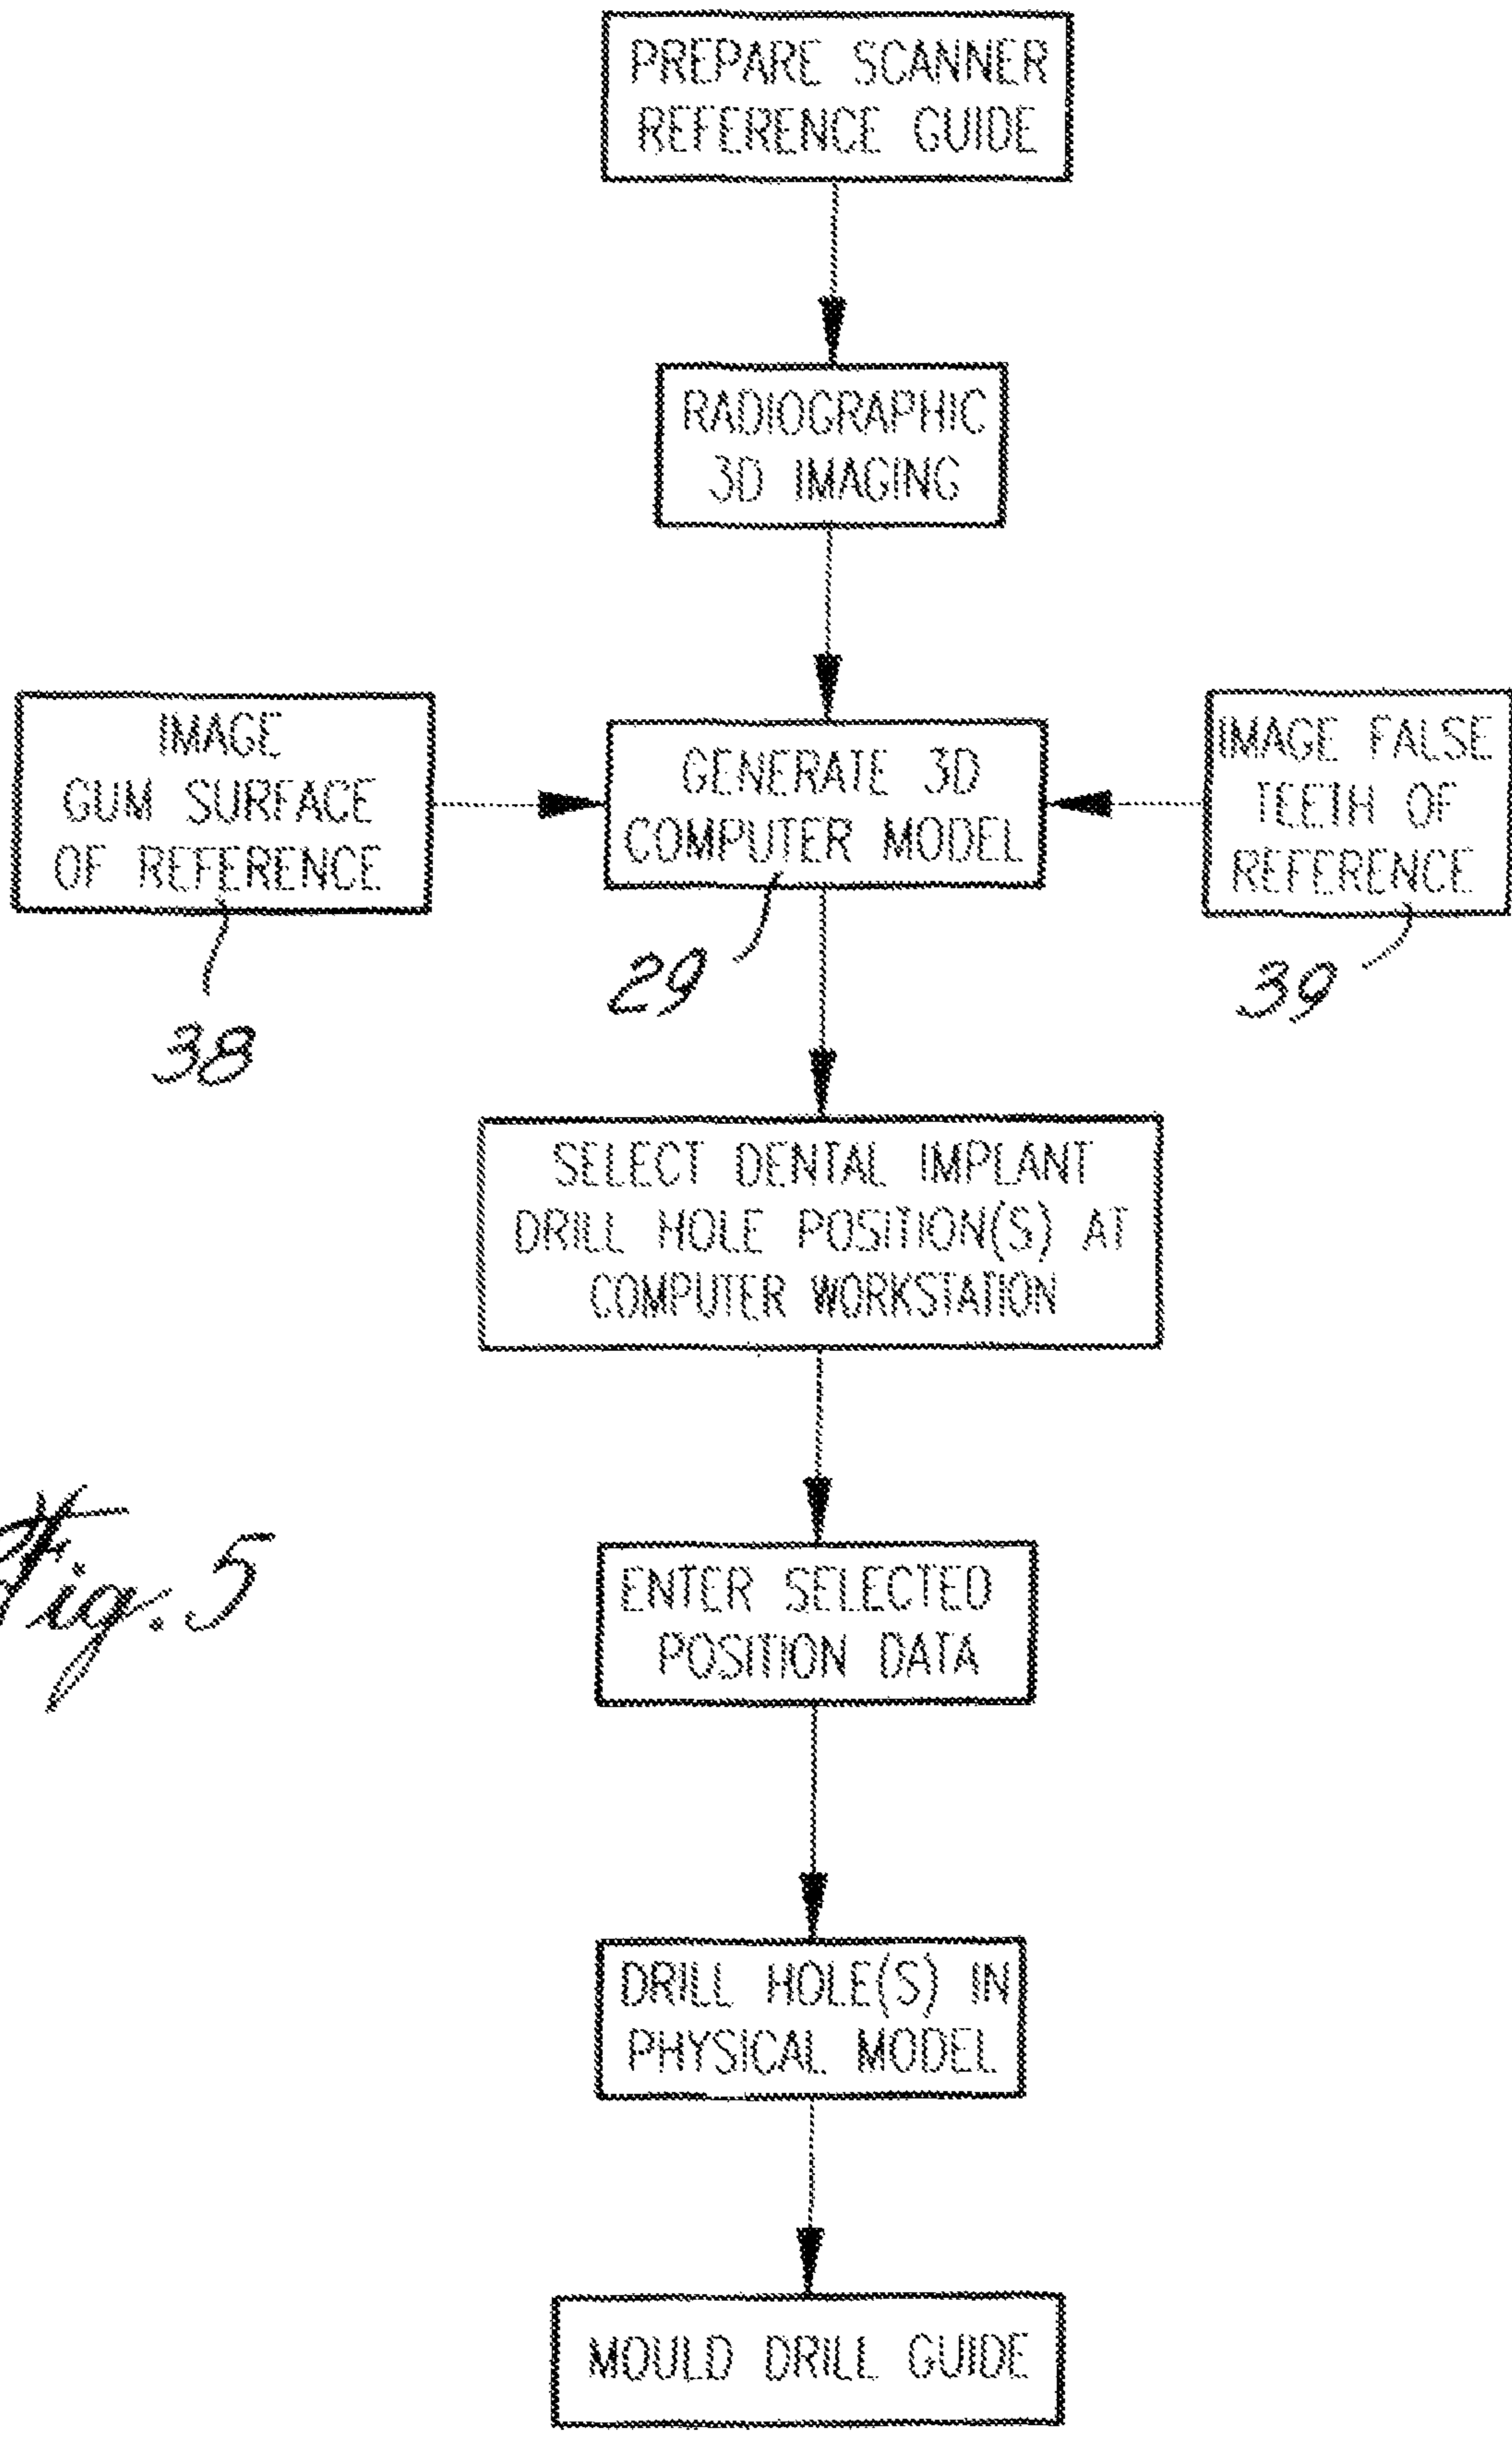 PREPARE SCANNER
REFERENCE GUIDE
RADIOGRAPHIC
3D IMAGING
IMAGE
GUM SURFACE
OF REFERENCE
38
GENERATE 3D
COMPUTER MODEL
29
IMAGE FALSE
TEETH OF
REFERENCE
39
SELECT DENTAL IMPLANT
DRILL HOLE POSITION(S) AT
COMPUTER WORKSTATION
ENTER SELECTED
POSITION DATA
Fig. 5
DRILL HOLE(S) IN
PHYSICAL MODEL
MOULD DRILL GUIDE